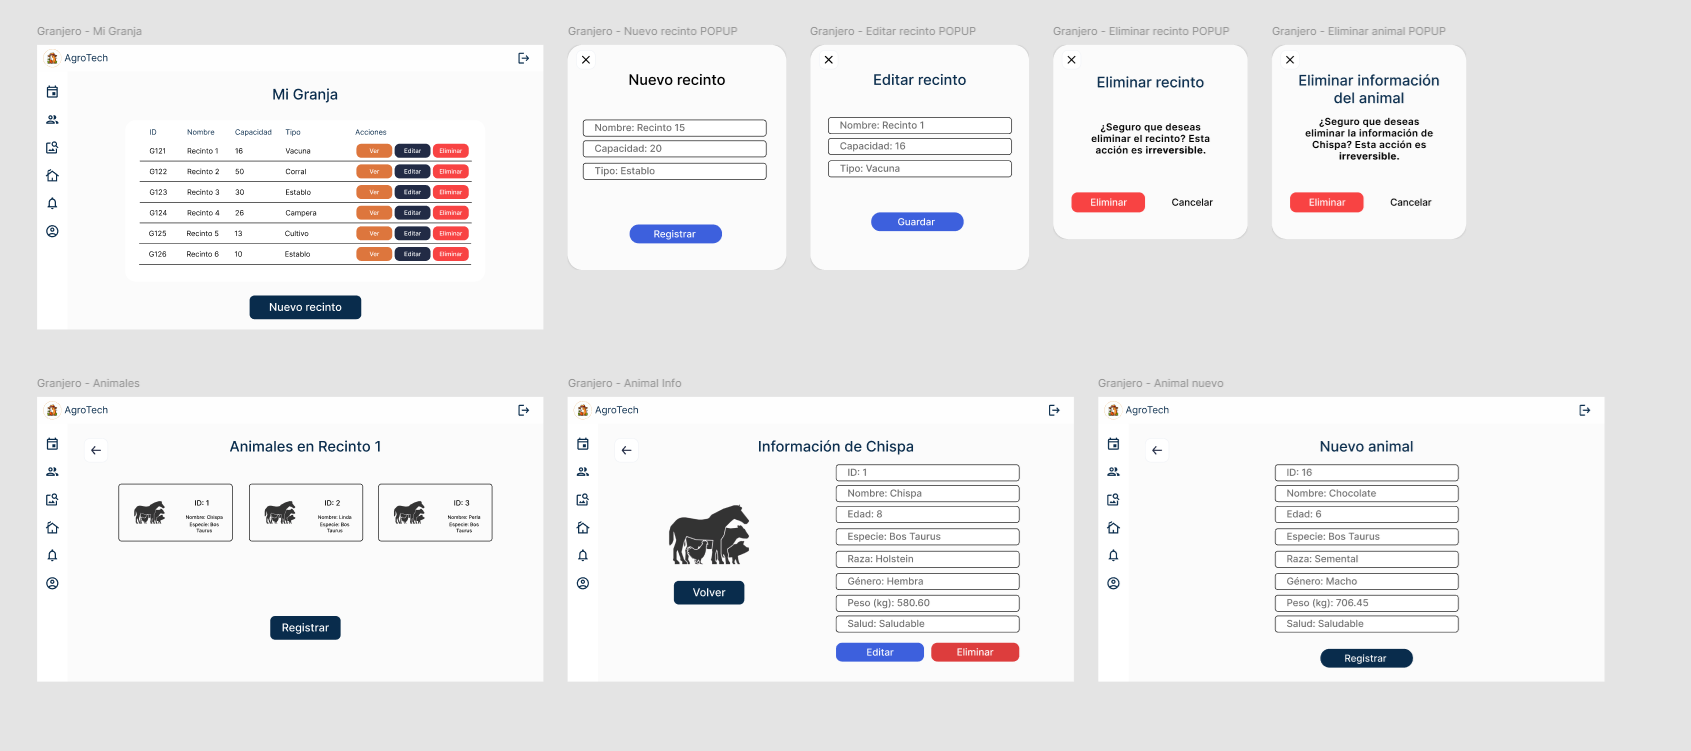 Granjero - Mi Granja
AgroTech
Mi Granja
ID Nombre Capacidad Tipo Acciones
G121 Recinto 1 16 Vacuna Ver Editar Eliminar
G122 Recinto 2 50 Corral Ver Editar Eliminar
G123 Recinto 3 30 Establo Ver Editar Eliminar
G124 Recinto 4 26 Campera Ver Editar Eliminar
G125 Recinto 5 13 Cultivo Ver Editar Eliminar
G126 Recinto 6 10 Establo Ver Editar Eliminar
Nuevo recinto
Granjero - Nuevo recinto POPUP
Nuevo recinto
Nombre: Recinto 15
Capacidad: 20
Tipo: Establo
Registrar
Granjero - Editar recinto POPUP
Editar recinto
Nombre: Recinto 1
Capacidad: 16
Tipo: Vacuna
Guardar
Granjero - Eliminar recinto POPUP
Eliminar recinto
¿Seguro que deseas
eliminar el recinto? Esta
acción es irreversible.
Eliminar Cancelar
Granjero - Eliminar animal POPUP
Eliminar información
del animal
¿Seguro que deseas
eliminar la información de
Chispa? Esta acción es
irreversible.
Eliminar Cancelar
Granjero - Animales
AgroTech
Animales en Recinto 1
ID: 1
Nombre: Chispa
Especie: Bos
Taurus
ID: 2
Nombre: Linda
Especie: Bos
Taurus
ID: 3
Nombre: Perla
Especie: Bos
Taurus
Registrar
Granjero - Animal Info
AgroTech
Información de Chispa
ID: 1
Nombre: Chispa
Edad: 8
Especie: Bos Taurus
Raza: Holstein
Género: Hembra
Peso (kg): 580.60
Salud: Saludable
Volver
Editar Eliminar
Granjero - Animal nuevo
AgroTech
Nuevo animal
ID: 16
Nombre: Chocolate
Edad: 6
Especie: Bos Taurus
Raza: Semental
Género: Macho
Peso (kg): 706.45
Salud: Saludable
Registrar